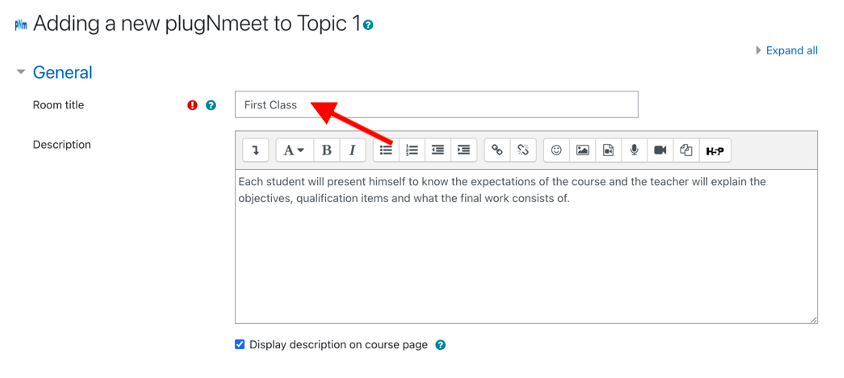 Adding a new plugNmeet to Topic 1
Expand all
General
Room title
First Class
Description
A B I
H-P
Each student will present himself to know the expectations of the course and the teacher will explain the
objectives, qualification items and what the final work consists of.
Display description on course page